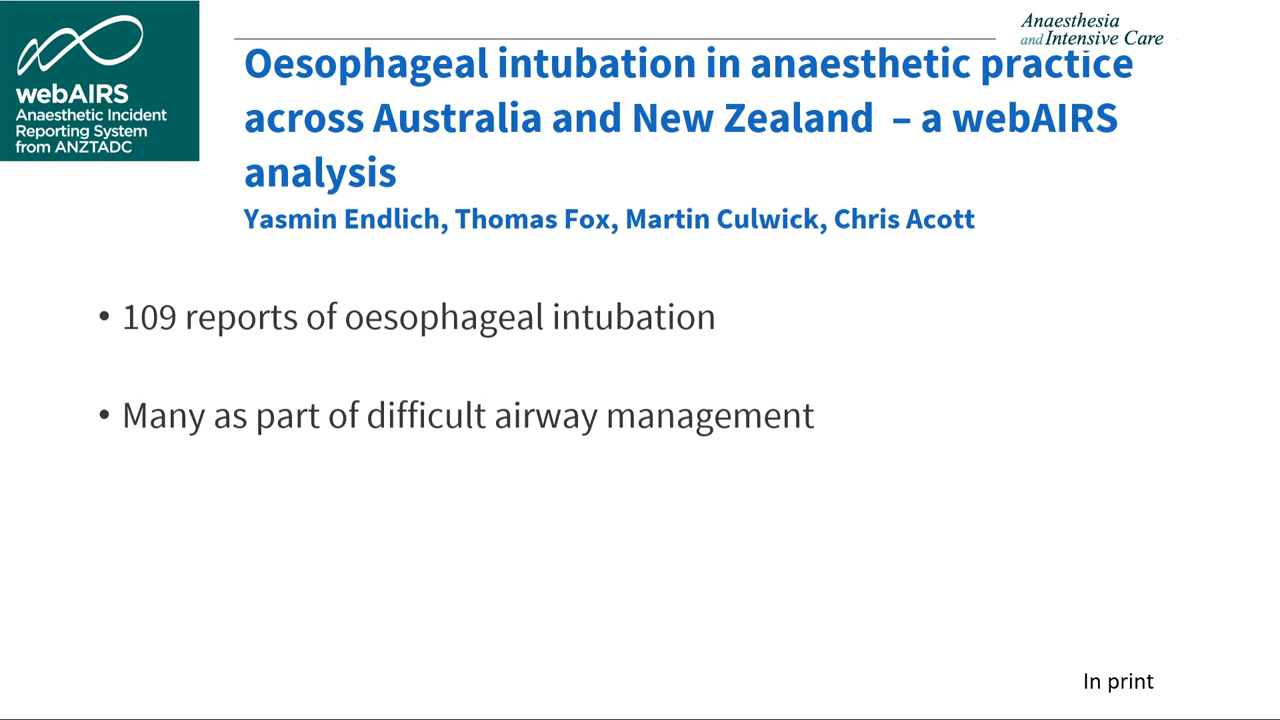 webAIRS
Anaesthetic Incident
Reporting System
from ANZTADC
Anaesthesia
and Intensive Care
Oesophageal intubation in anaesthetic practice
across Australia and New Zealand – a webAIRS
analysis
Yasmin Endlich, Thomas Fox, Martin Culwick, Chris Acott
• 109 reports of oesophageal intubation
• Many as part of difficult airway management
In print